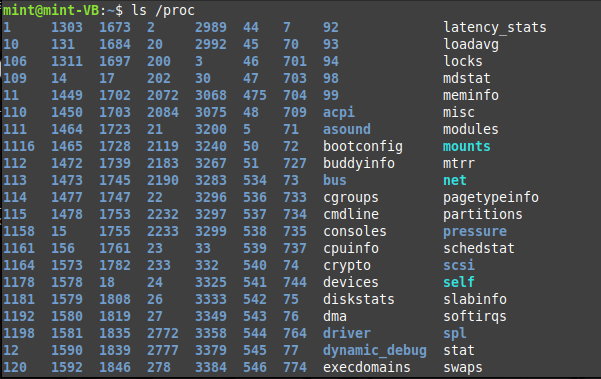 mint@mint-VB:~$ ls /proc
1 1303 1673 2 2989 44 7 92 latency_stats
10 131 1684 20 2992 45 70 93 loadavg
106 1311 1697 200 3 46 701 94 locks
109 14 17 202 30 47 703 98 mdstat
11 1449 1702 2072 3068 475 704 99 meminfo
110 1450 1703 2084 3075 48 709 acpi misc
111 1464 1723 21 3200 5 71 asound modules
1116 1465 1728 2119 3240 50 72 bootconfig mounts
112 1472 1739 2183 3267 51 727 buddyinfo mtrr
113 1473 1745 2190 3283 534 73 bus net
114 1477 1747 22 3296 536 733 cgroups pagetypeinfo
115 1478 1753 2232 3297 537 734 cmdline partitions
1158 15 1755 2233 3299 538 735 consoles pressure
1161 156 1761 23 33 539 737 cpuinfo schedstat
1164 1573 1782 233 332 540 74 crypto scsi
1178 1578 18 24 3325 541 744 devices self
1181 1579 1808 26 3333 542 75 diskstats slabinfo
1192 1580 1819 27 3349 543 76 dma softirqs
1198 1581 1835 2772 3358 544 764 driver spl
12 1590 1839 2777 3379 545 77 dynamic_debug stat
120 1592 1846 278 3384 546 774 execdomains swaps